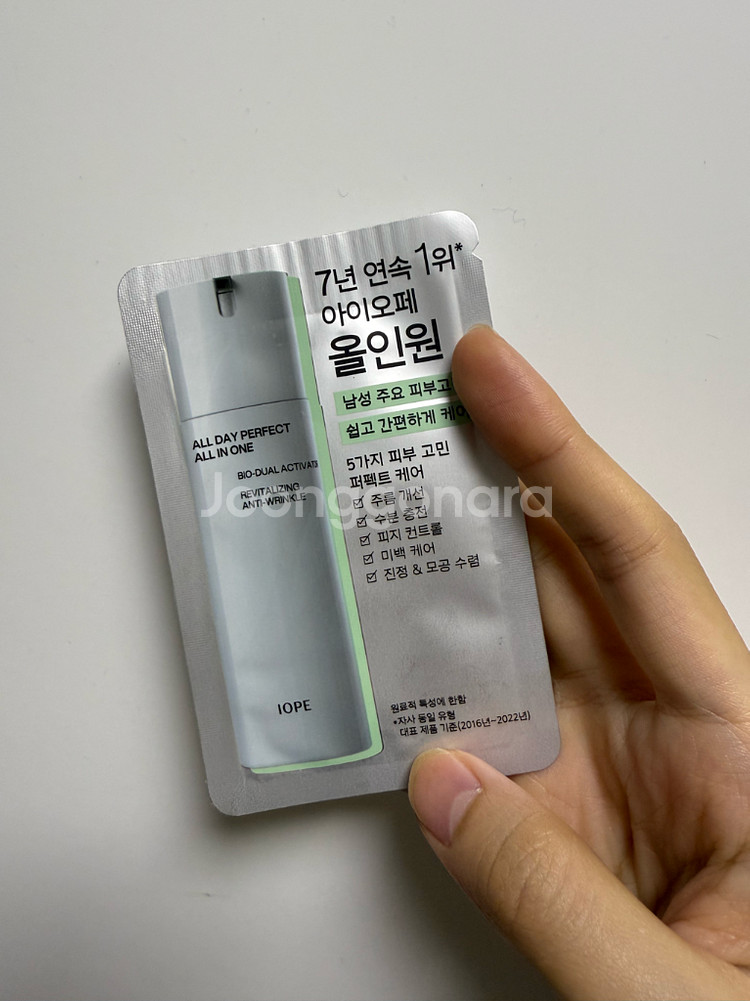 7년 연속 1위*
아이오페
올인원
남성 주요 피부고
쉽고 간편하게 케어
5가지 피부 고민
퍼펙트 케어
☑ 주름 개선
☑ 수분 충전
☑ 피지 컨트롤
☑ 미백 케어
☑ 진정 & 모공 수렴
원료적 특성에 한함
*자사 동일 유형
대표 제품 기준(2016년~2022년)
ALL DAY PERFECT
ALL IN ONE
BIO-DUAL ACTIVAT
REVITALIZING
ANTI-WRINKLE
IOPE
Joonggonara